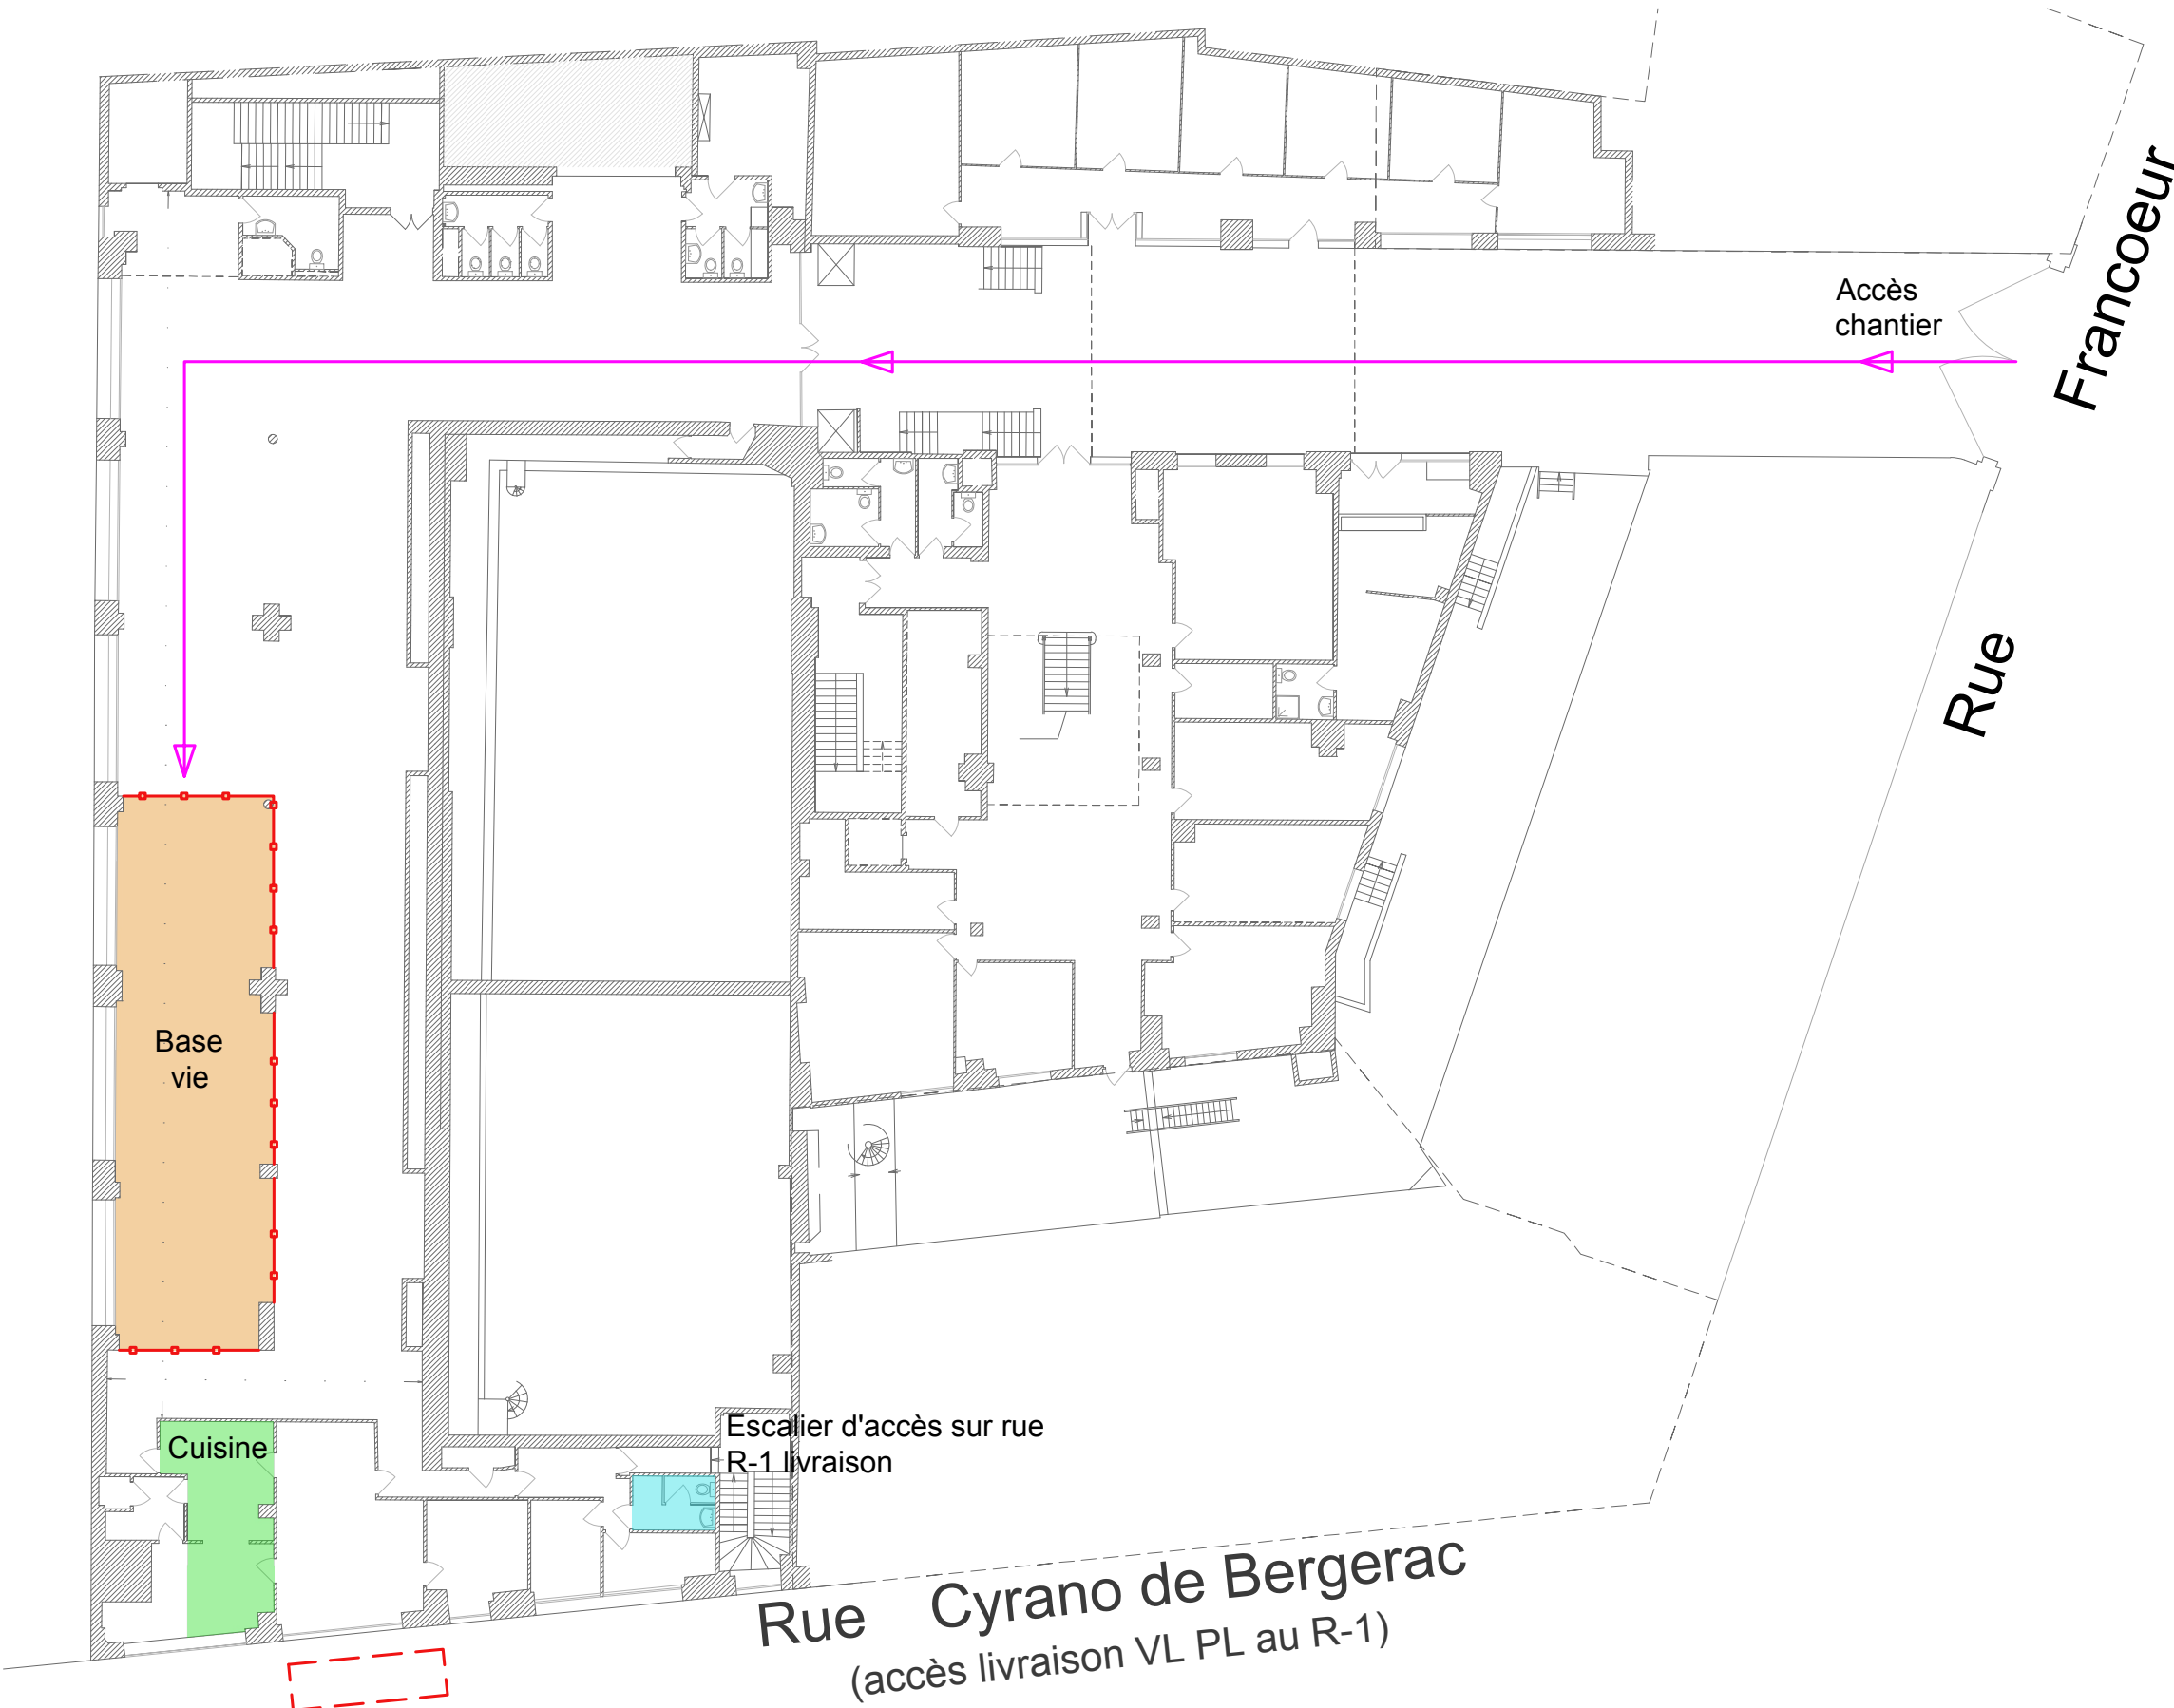 Accès
chantier
Rue Francoeur
Base
vie
Cuisine
Escalier d'accès sur rue
R-1 livraison
Rue Cyrano de Bergerac
(accès livraison VL PL au R-1)